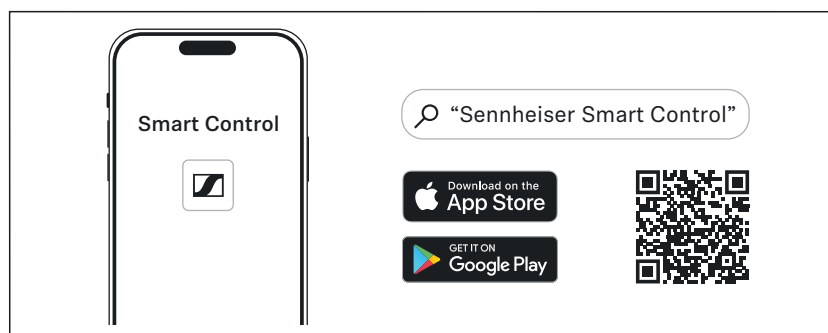 Smart Control
“Sennheiser Smart Control”
Download on the
App Store
GET IT ON
Google Play